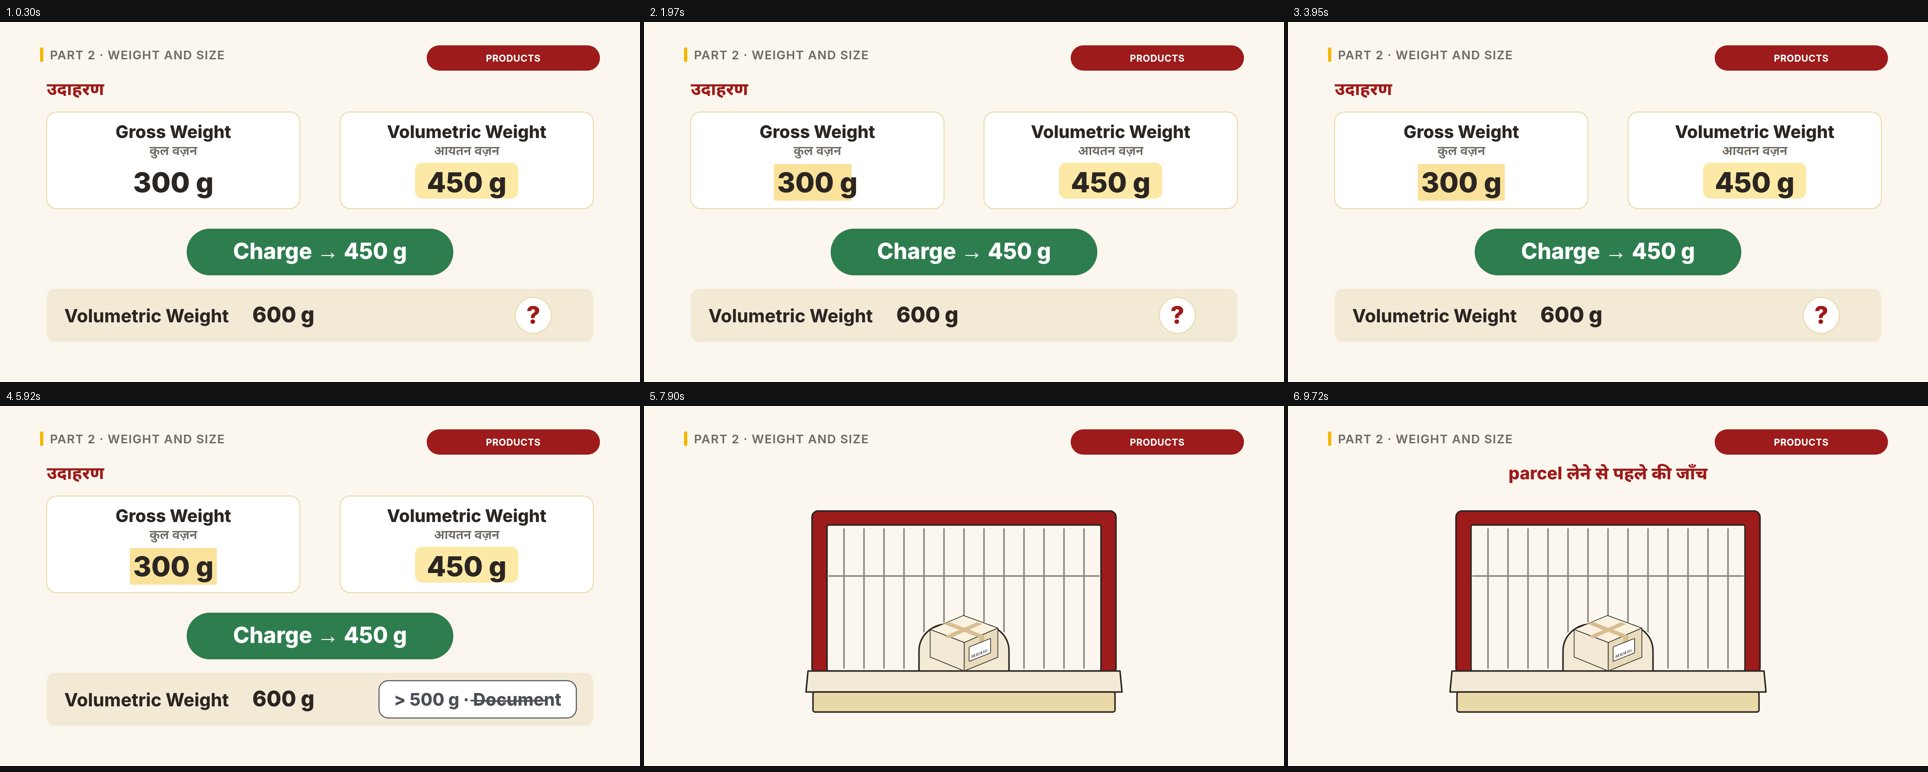 1. 0.30s
PART 2 · WEIGHT AND SIZE
PRODUCTS
उदाहरण
Gross Weight
कुल वज़न
300 g
Volumetric Weight
आयतन वज़न
450 g
Charge → 450 g
Volumetric Weight 600 g ?
2. 1.97s
PART 2 · WEIGHT AND SIZE
PRODUCTS
उदाहरण
Gross Weight
कुल वज़न
300 g
Volumetric Weight
आयतन वज़न
450 g
Charge → 450 g
Volumetric Weight 600 g ?
3. 3.95s
PART 2 · WEIGHT AND SIZE
PRODUCTS
उदाहरण
Gross Weight
कुल वज़न
300 g
Volumetric Weight
आयतन वज़न
450 g
Charge → 450 g
Volumetric Weight 600 g ?
4. 5.92s
PART 2 · WEIGHT AND SIZE
PRODUCTS
उदाहरण
Gross Weight
कुल वज़न
300 g
Volumetric Weight
आयतन वज़न
450 g
Charge → 450 g
Volumetric Weight 600 g > 500 g · Document
5. 7.90s
PART 2 · WEIGHT AND SIZE
PRODUCTS
6. 9.72s
PART 2 · WEIGHT AND SIZE
PRODUCTS
parcel लेने से पहले की जाँच